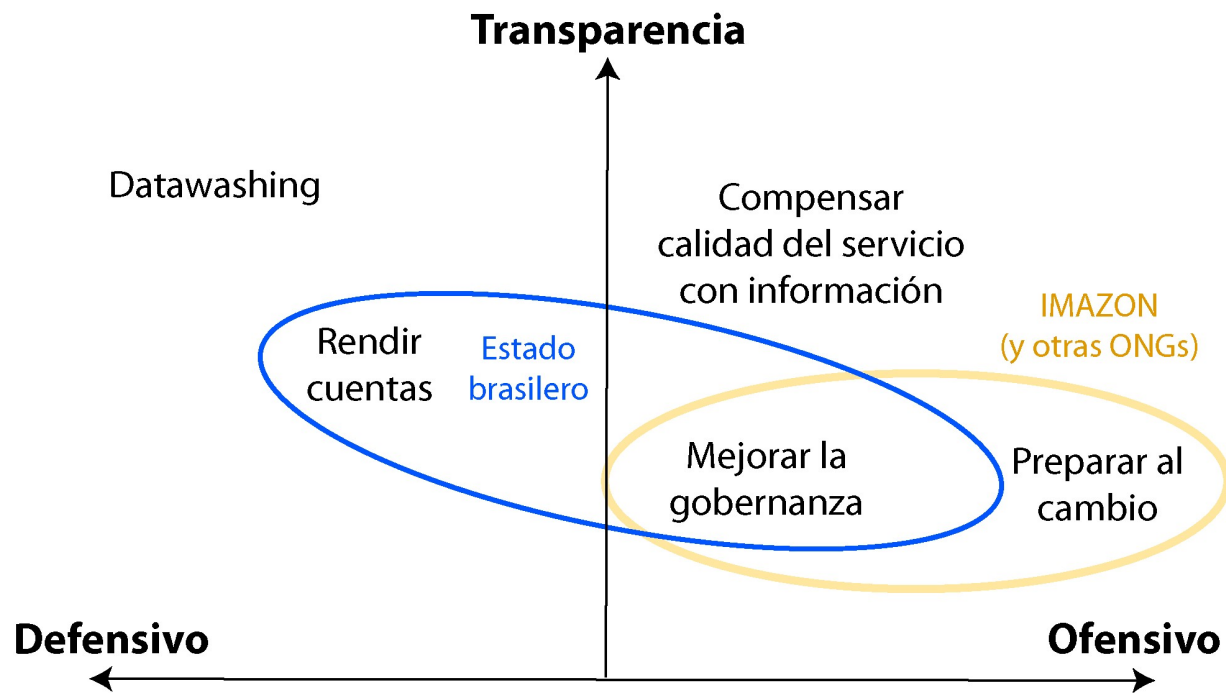 Transparencia
Datawashing
Compensar
calidad del servicio
con información
IMAZON
(y otras ONGs)
Rendir
cuentas
Estado
brasilero
Mejorar la
gobernanza
Preparar al
cambio
Defensivo
Ofensivo